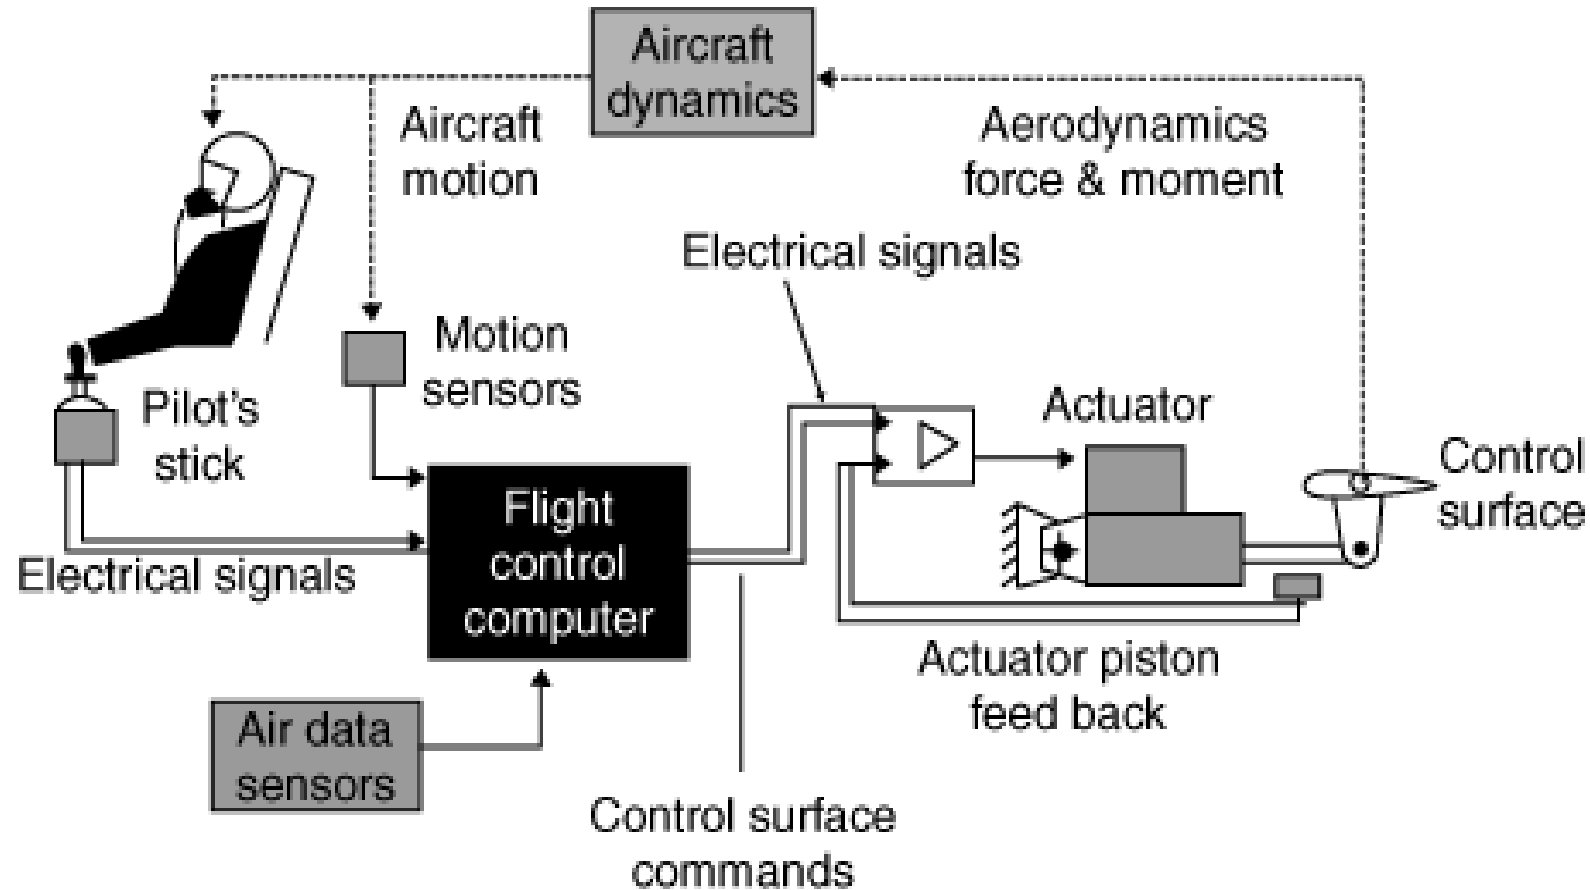 Aircraft
dynamics
Aircraft
motion
Aerodynamics
force & moment
Electrical signals
Motion
sensors
Pilot's
stick
Actuator
Control
surface
Flight
control
computer
Electrical signals
Actuator piston
feed back
Air data
sensors
Control surface
commands